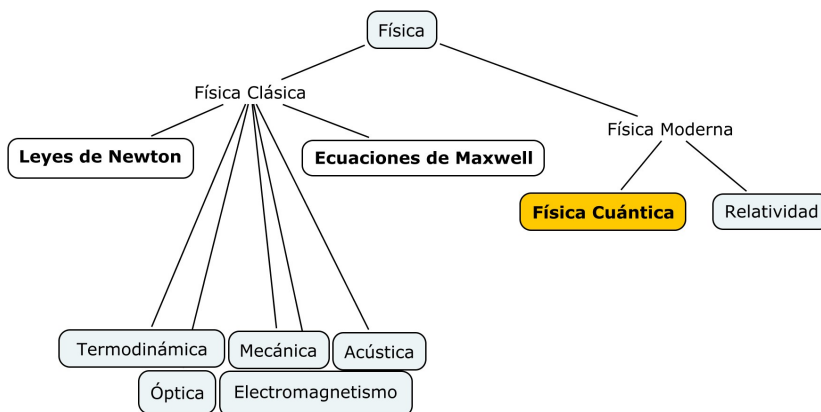 Física
Física Clásica
Física Moderna
Leyes de Newton
Ecuaciones de Maxwell
Física Cuántica
Relatividad
Termodinámica
Mecánica
Acústica
Óptica
Electromagnetismo